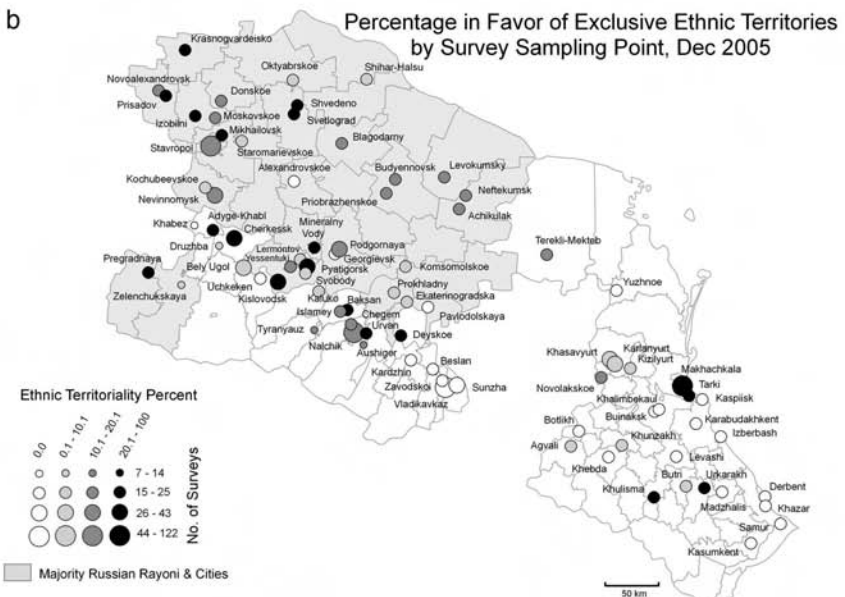 b
Percentage in Favor of Exclusive Ethnic Territories
by Survey Sampling Point, Dec 2005
Krasnogvardeisko
Oktyabrskoe
Shihar-Halsu
Novoalexandrovsk
Donskoe
Prisadov
Shvedeno
Izobilni
Moskovskoe
Svetlograd
Mikhailovsk
Stavropol
Staromarievskoe
Blagodarny
Alexandrovskoe
Budyennovsk
Levokumsky
Kochubeevskoe
Nevinnomysk
Priobrazhenskoe
Neftekumsk
Achikulak
Khabez
Adyge-Khabl
Mineralny
Vody
Cherkessk
Druzhba
Lermontov
Podgornaya
Terekli-Mekteb
Pregradnaya
Yessentuki
Georgievsk
Bely Ugol
Pyatigorsk
Komsomolskoe
Zelenchukskaya
Uchkeken
Svobody
Prokhladny
Yuzhnoe
Kislovodsk
Kafuko
Baksan
Ekaterinogradska
Islamey
Chegem
Pavlodolskaya
Tyranyauz
Urvan
Deyskoe
Nalchik
Aushiger
Khasavyurt
Karlanyurt
Kizilyurt
Kardzhin
Beslan
Makhachkala
Novolakskoe
Tarki
Zavodskoi
Sunzha
Khalimbekaul
Kaspiisk
Vladikavkaz
Buinaksk
Karabudakhkent
Botlikh
Khunzakh
Izberbash
Agvali
Khebda
Levashi
Butri
Urkarakh
Khulisma
Derbent
Madzhalis
Khazar
Samur
Kasumkent
Ethnic Territoriality Percent
0.0
0.1 - 10.1
10.1 - 20.1
20.1 - 100
7 - 14
15 - 25
26 - 43
44 - 122
No. of Surveys
Majority Russian Rayoni & Cities
50 km